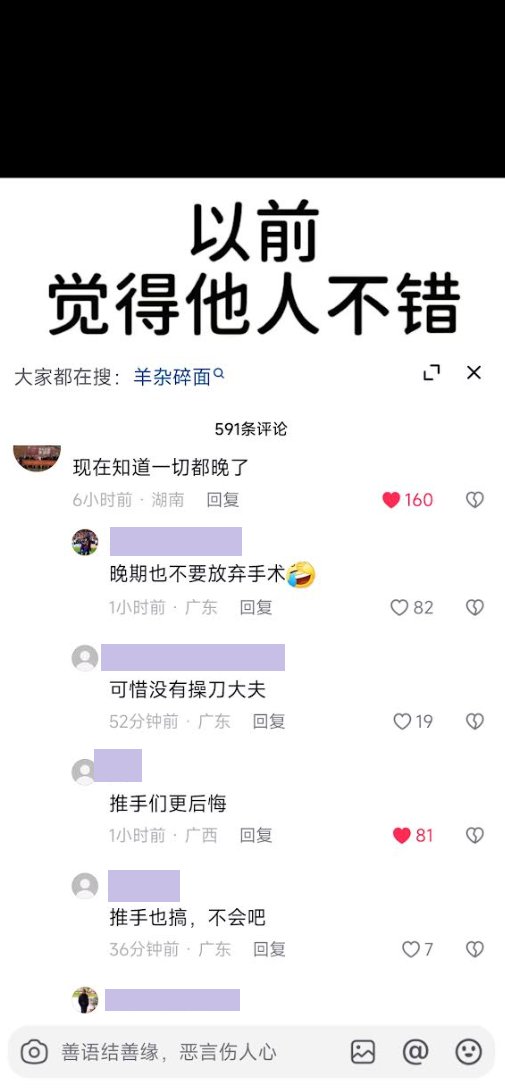 以前
觉得他人不错
大家都在搜：羊杂碎面
591条评论
现在知道一切都晚了
6小时前 · 湖南 回复 160
晚期也不要放弃手术🤣
1小时前 · 广东 回复 82
可惜没有操刀大夫
52分钟前 · 广东 回复 19
推手们更后悔
1小时前 · 广西 回复 81
推手也搞，不会吧
36分钟前 · 广东 回复 7
善语结善缘，恶言伤人心